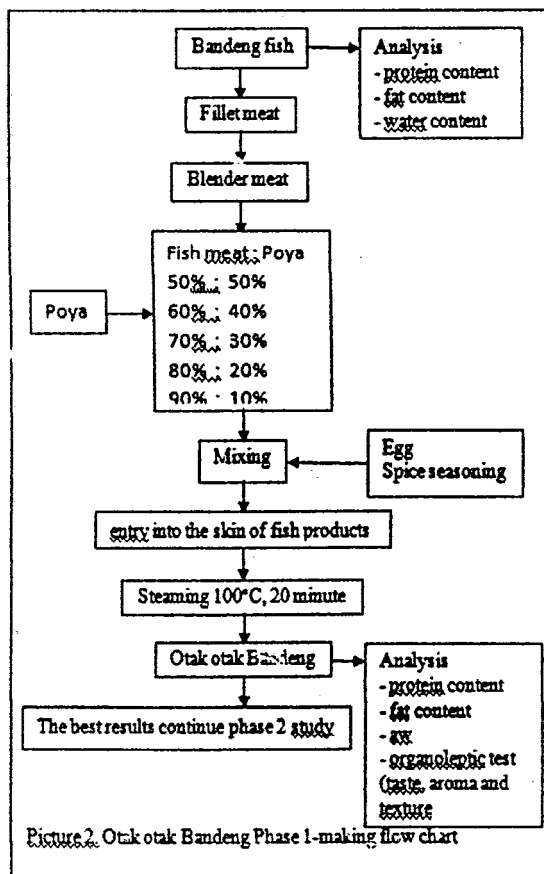 Bandeng fish
Analysis
- protein content
- fat content
- water content
Fillet meat
Blender meat
Fish meat : Poya
50% : 50%
60% : 40%
70% : 30%
80% : 20%
90% : 10%
Poya
Mixing
Egg
Spice seasoning
entry into the skin of fish products
Steaming 100°C, 20 minute
Otak otak Bandeng
Analysis
- protein content
- fat content
- aw
- organoleptic test
(taste, aroma and
texture
The best results continue phase 2 study
Picture 2. Otak otak Bandeng Phase 1-making flow chart